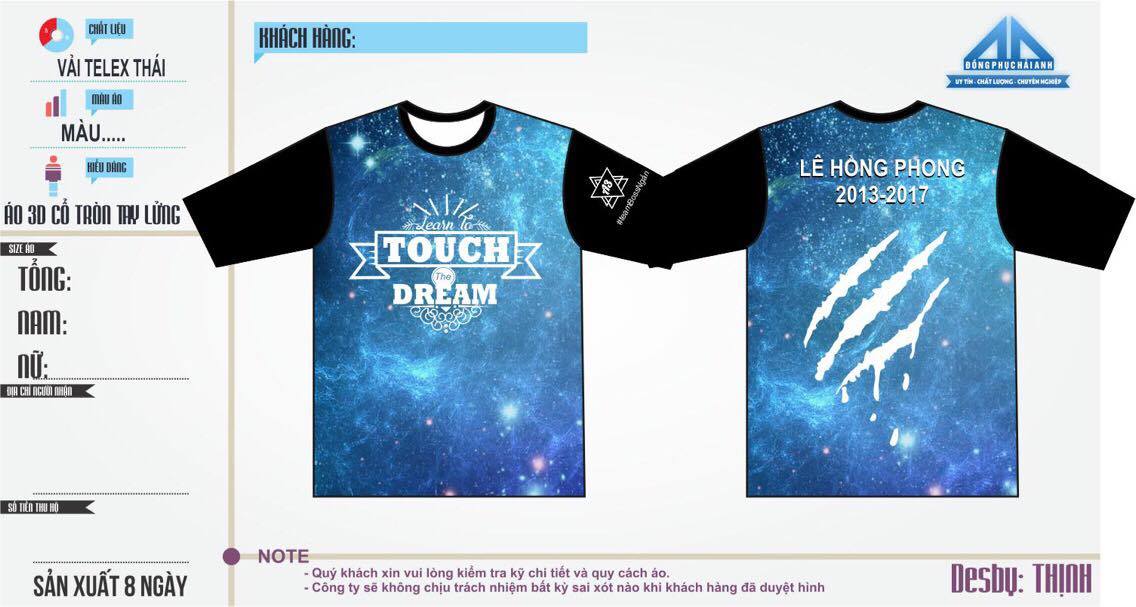 CHẤT LIỆU
VẢI TELEX THÁI
MÀU ÁO
MÀU.....
KIỂU DÁNG
ÁO 3D CỔ TRÒN TAY LỬNG
SIZE ÁO
TỔNG:
NAM:
NỮ:
ĐỊA CHỈ NGƯỜI NHẬN
SỐ TIỀN THU HỘ
SẢN XUẤT 8 NGÀY
KHÁCH HÀNG:
ĐỒNG PHỤC HẢI ANH
UY TÍN - CHẤT LƯỢNG - CHUYÊN NGHIỆP
Learn To
TOUCH
The
DREAM
A3
#teamBossNgân
LÊ HỒNG PHONG
2013-2017
NOTE
- Quý khách xin vui lòng kiểm tra kỹ chi tiết và quy cách áo.
- Công ty sẽ không chịu trách nhiệm bất kỳ sai xót nào khi khách hàng đã duyệt hình
Desby: THỊNH